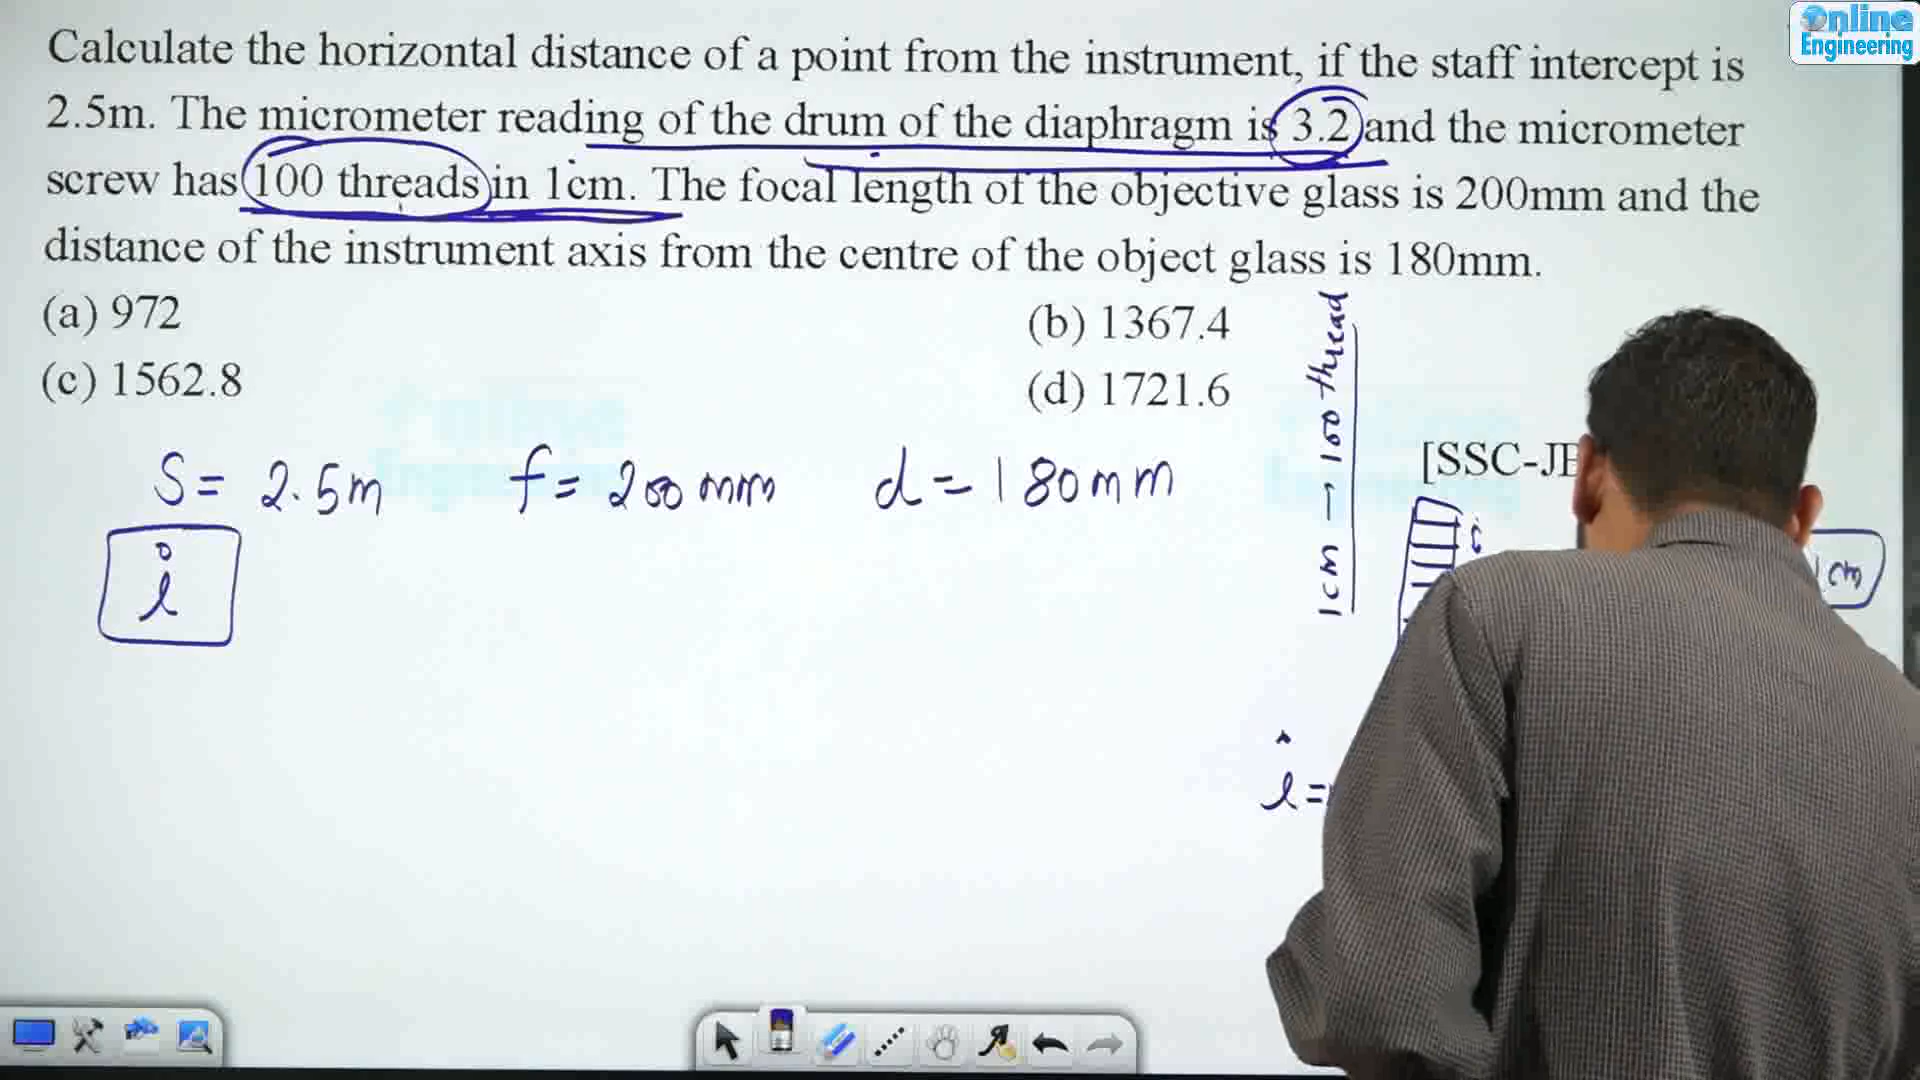 Online
Engineering
Calculate the horizontal distance of a point from the instrument, if the staff intercept is
2.5m. The micrometer reading of the drum of the diaphragm is 3.2 and the micrometer
screw has 100 threads in 1cm. The focal length of the objective glass is 200mm and the
distance of the instrument axis from the centre of the object glass is 180mm.
(a) 972
(b) 1367.4
(c) 1562.8
(d) 1721.6
[SSC-JE
S = 2.5m f = 200mm d = 180mm
i
1cm → 100 thread
i
1cm
i =